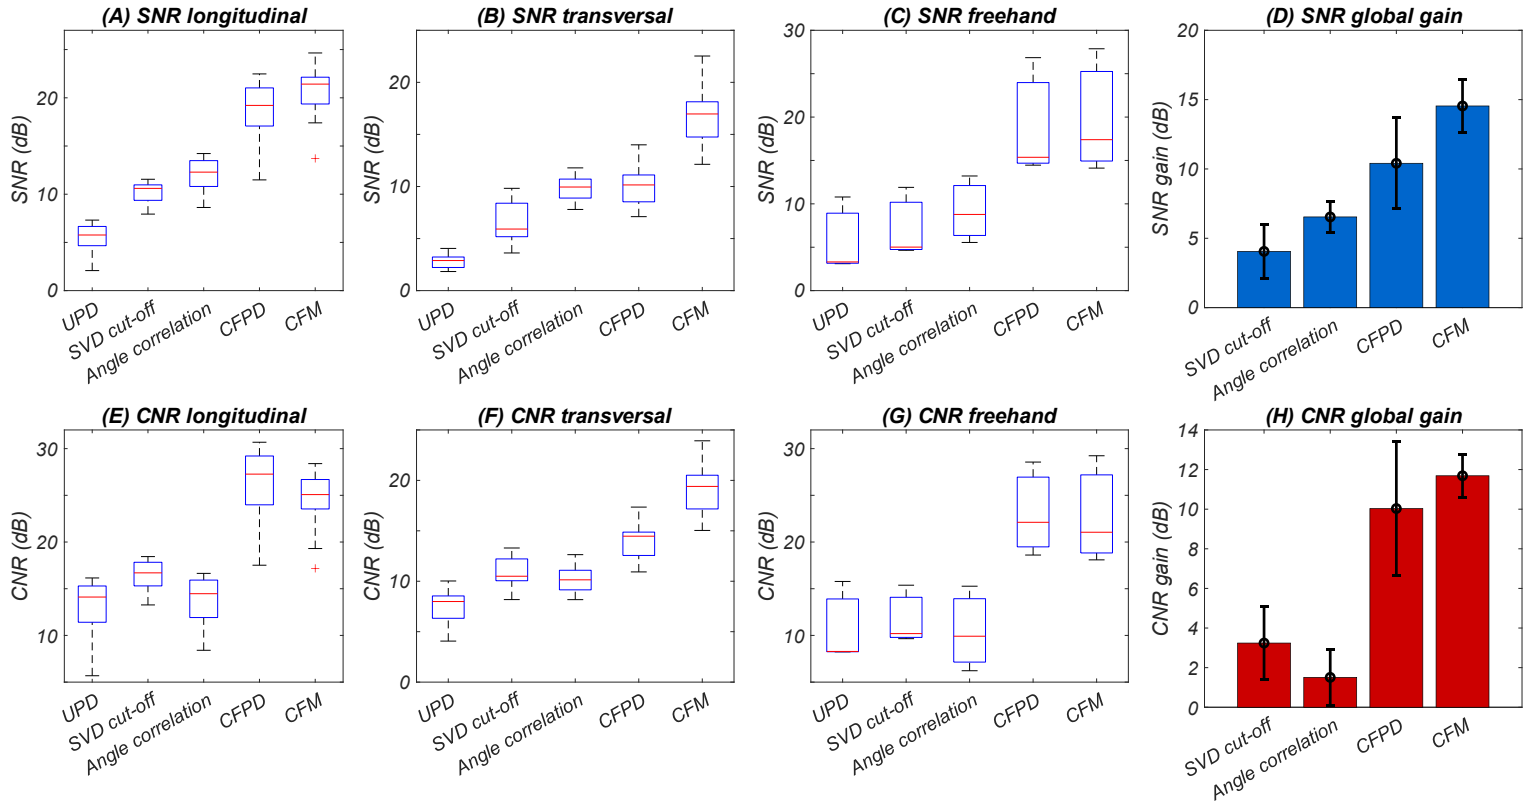 (A) SNR longitudinal
SNR (dB)
20
10
0
UPD
SVD cut-off
Angle correlation
CFPD
CFM
(B) SNR transversal
SNR (dB)
20
10
0
UPD
SVD cut-off
Angle correlation
CFPD
CFM
(C) SNR freehand
SNR (dB)
30
20
10
0
UPD
SVD cut-off
Angle correlation
CFPD
CFM
(D) SNR global gain
SNR gain (dB)
20
15
10
5
0
SVD cut-off
Angle correlation
CFPD
CFM
(E) CNR longitudinal
CNR (dB)
30
20
10
UPD
SVD cut-off
Angle correlation
CFPD
CFM
(F) CNR transversal
CNR (dB)
20
10
0
UPD
SVD cut-off
Angle correlation
CFPD
CFM
(G) CNR freehand
CNR (dB)
30
20
10
UPD
SVD cut-off
Angle correlation
CFPD
CFM
(H) CNR global gain
CNR gain (dB)
14
12
10
8
6
4
2
0
SVD cut-off
Angle correlation
CFPD
CFM